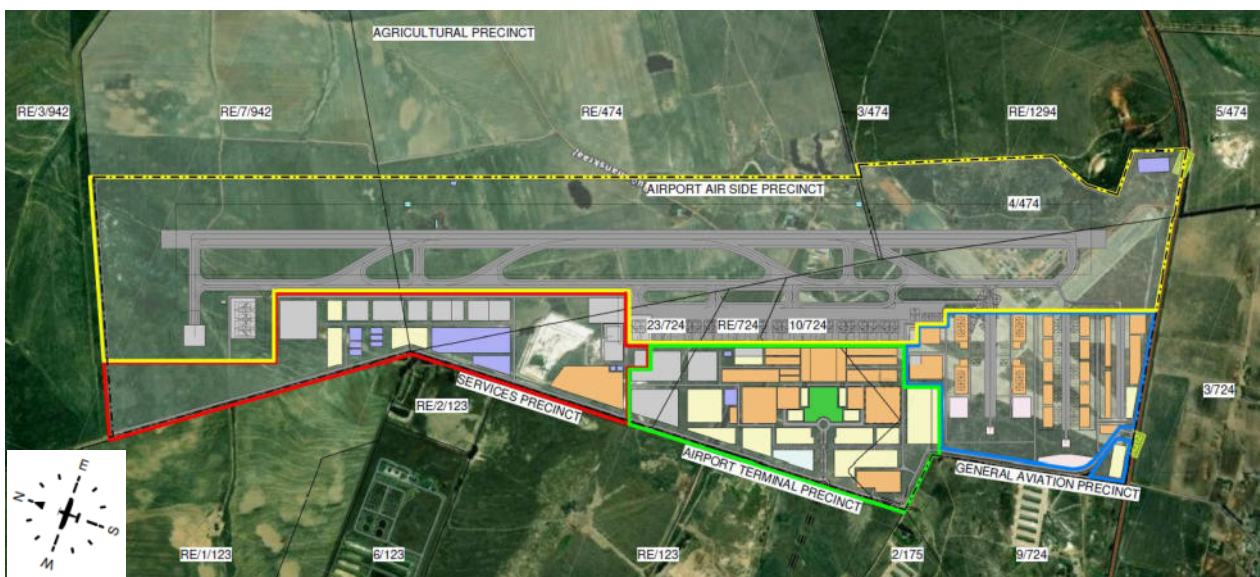 AGRICULTURAL PRECINCT
RE/3/942
RE/7/942
RE/474
3/474
RE/1294
5/474
AIRPORT AIR SIDE PRECINCT
4/474
23/724
RE/724
10/724
SERVICES PRECINCT
RE/2/123
3/724
AIRPORT TERMINAL PRECINCT
GENERAL AVIATION PRECINCT
E
N
S
W
RE/1/123
6/123
RE/123
2/175
9/724